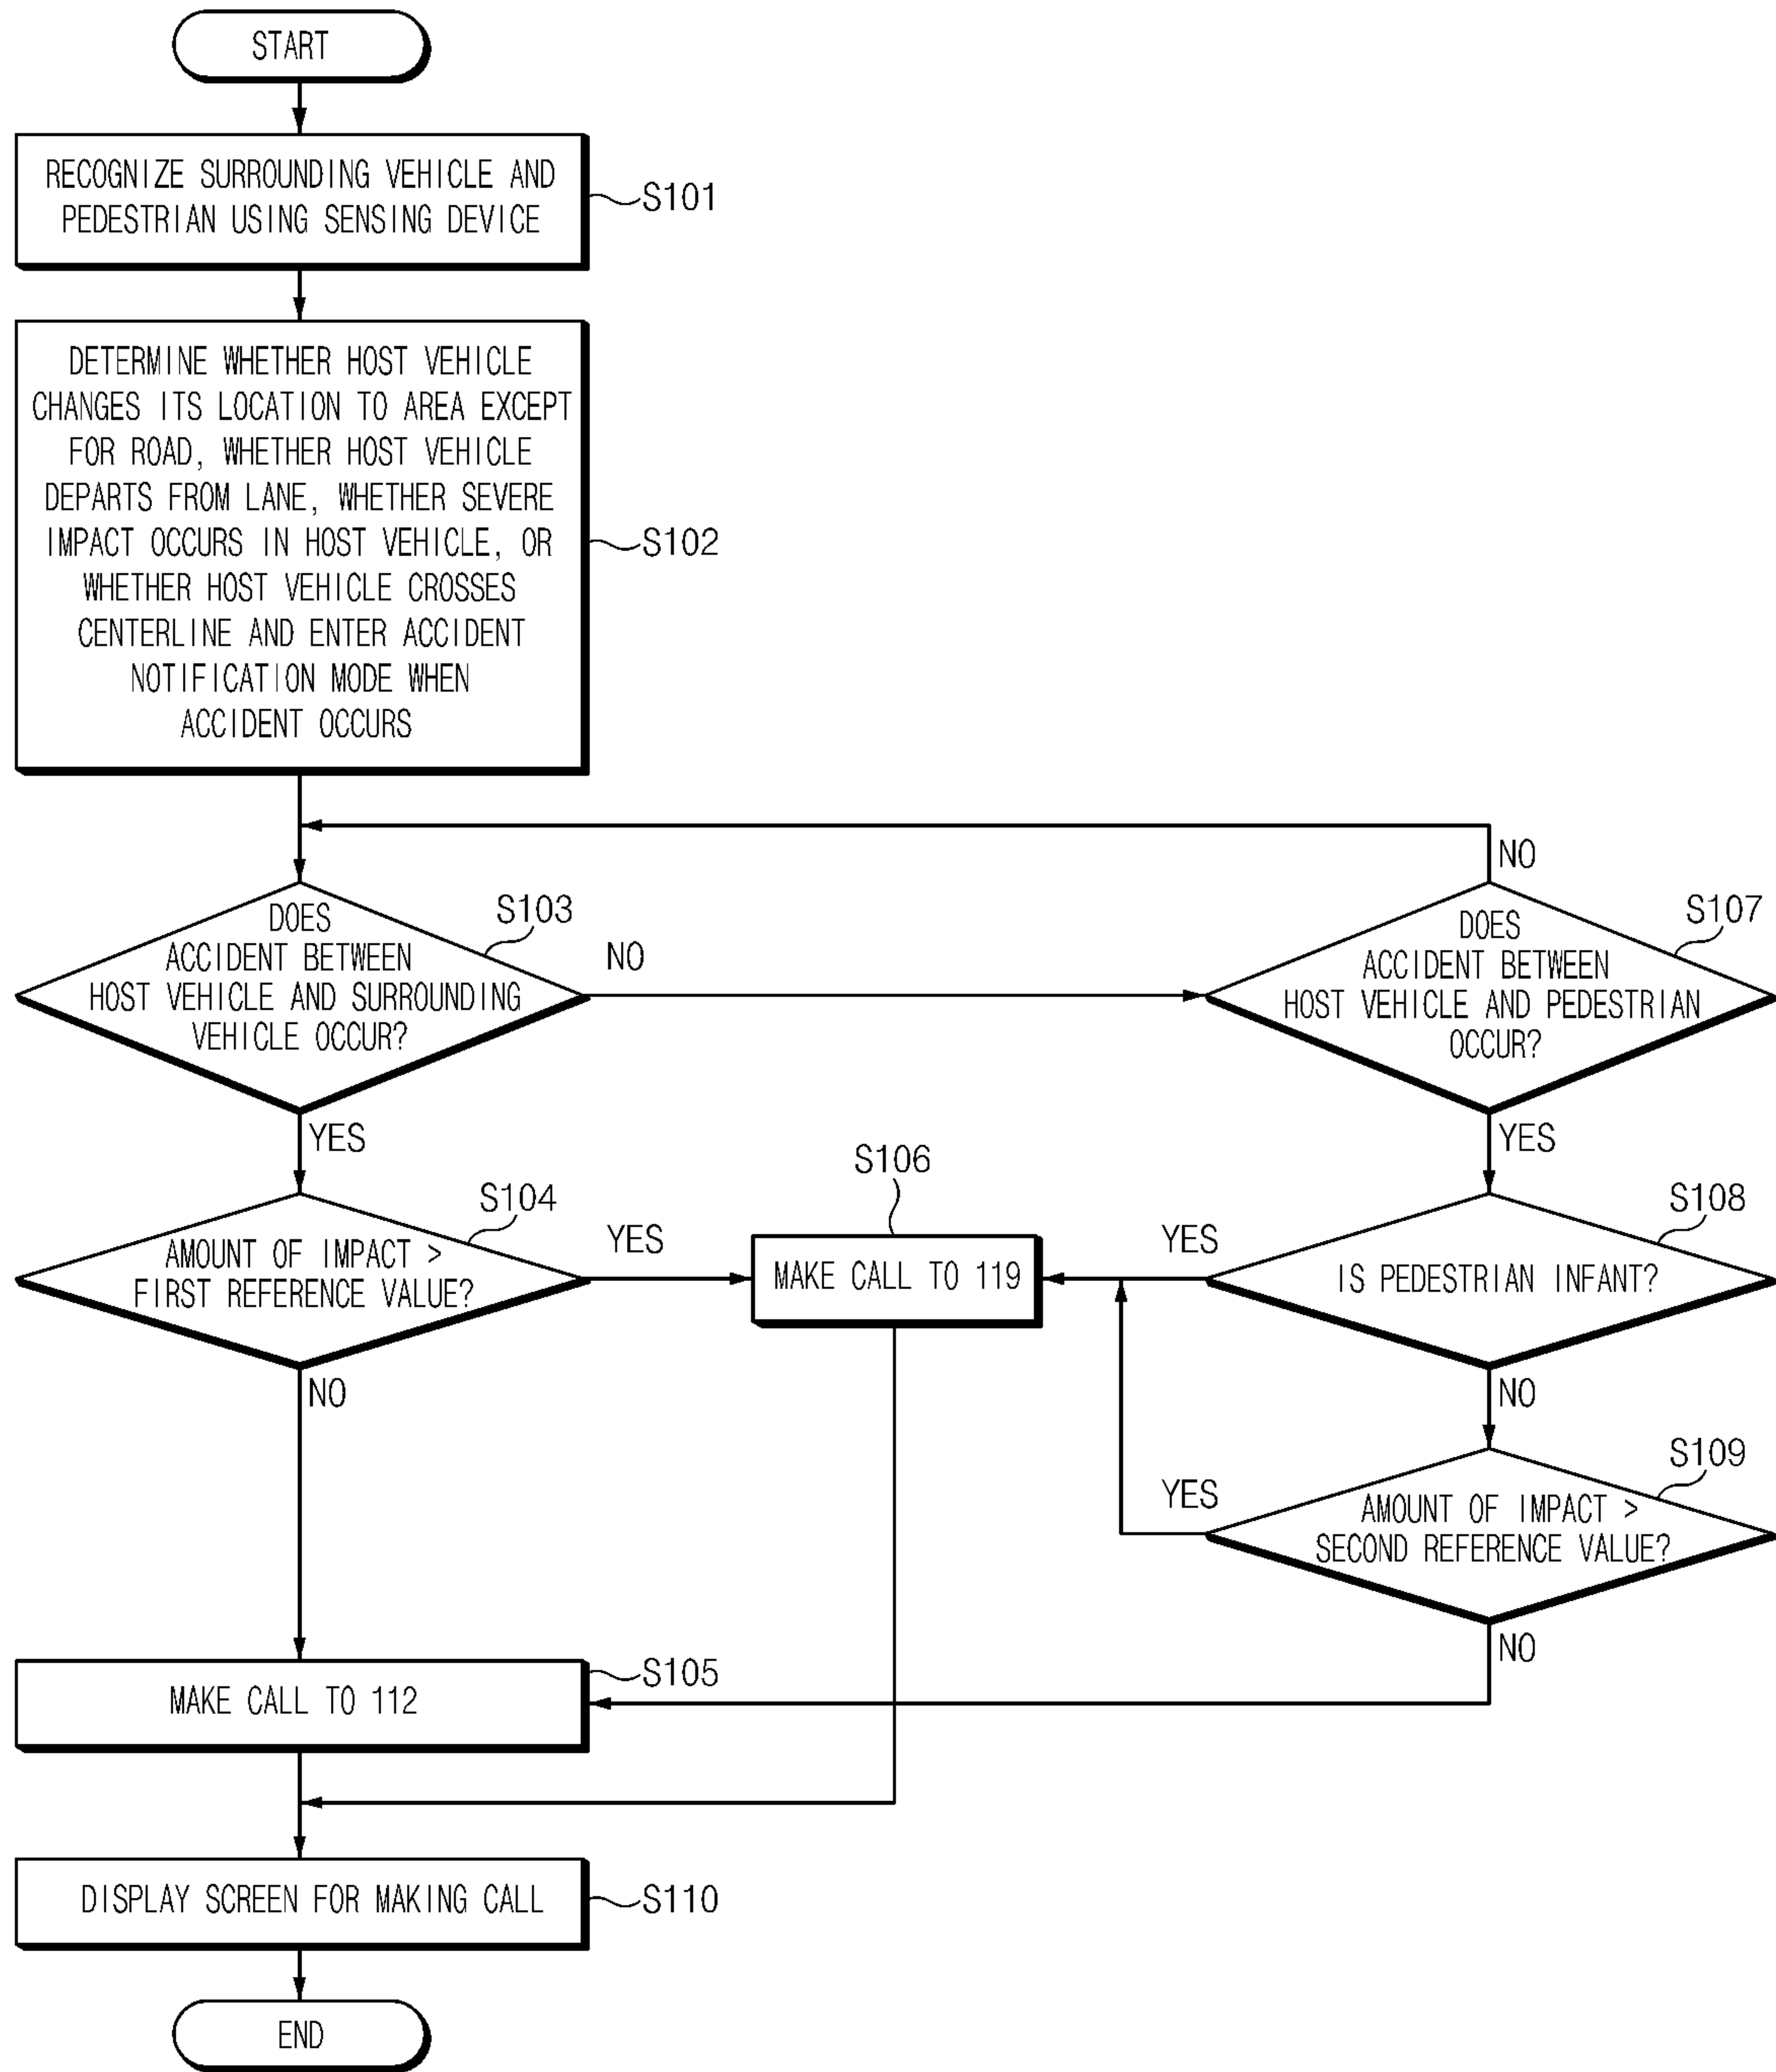 START
RECOGNIZE SURROUNDING VEHICLE AND
PEDESTRIAN USING SENSING DEVICE
S101
DETERMINE WHETHER HOST VEHICLE
CHANGES ITS LOCATION TO AREA EXCEPT
FOR ROAD, WHETHER HOST VEHICLE
DEPARTS FROM LANE, WHETHER SEVERE
IMPACT OCCURS IN HOST VEHICLE, OR
WHETHER HOST VEHICLE CROSSES
CENTERLINE AND ENTER ACCIDENT
NOTIFICATION MODE WHEN
ACCIDENT OCCURS
S102
DOES
ACCIDENT BETWEEN
HOST VEHICLE AND SURROUNDING
VEHICLE OCCUR?
S103
NO
YES
DOES
ACCIDENT BETWEEN
HOST VEHICLE AND PEDESTRIAN
OCCUR?
S107
NO
YES
AMOUNT OF IMPACT >
FIRST REFERENCE VALUE?
S104
YES
NO
S106
MAKE CALL TO 119
IS PEDESTRIAN INFANT?
S108
YES
NO
AMOUNT OF IMPACT >
SECOND REFERENCE VALUE?
S109
YES
NO
MAKE CALL TO 112
S105
DISPLAY SCREEN FOR MAKING CALL
S110
END